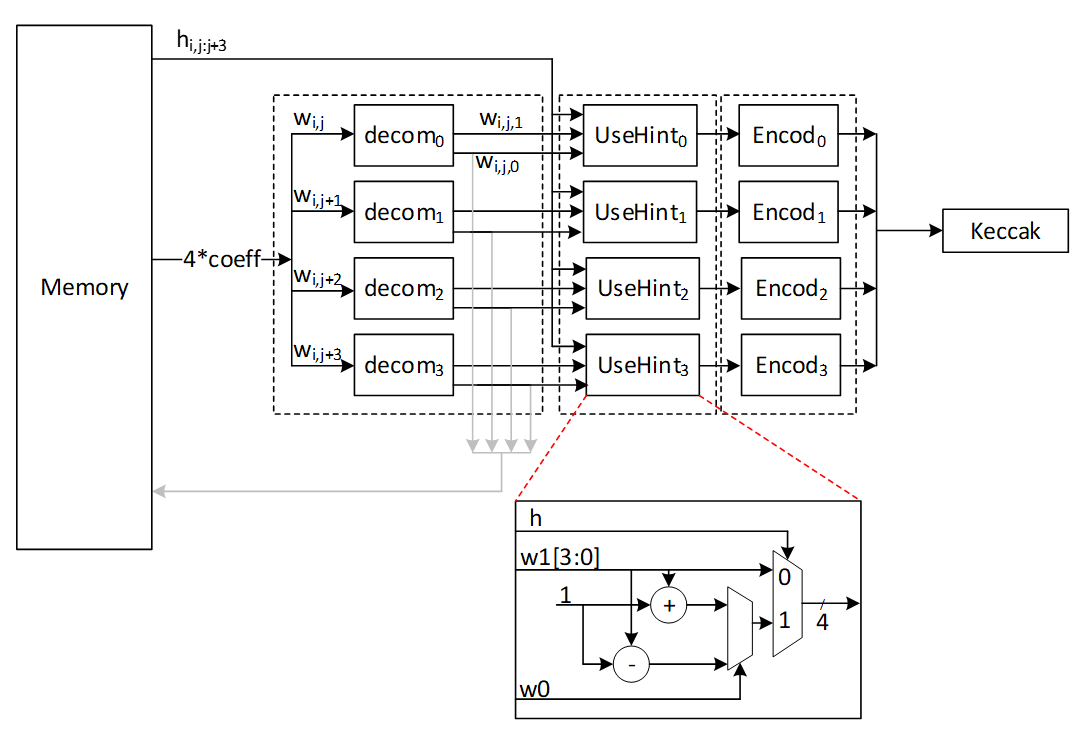 h_{i,j:j+3}
w_{i,j}
decom_0
w_{i,j,1}
UseHint_0
Encod_0
w_{i,j,0}
w_{i,j+1}
decom_1
UseHint_1
Encod_1
Keccak
4*coeff
Memory
w_{i,j+2}
decom_2
UseHint_2
Encod_2
w_{i,j+3}
decom_3
UseHint_3
Encod_3
h
w1[3:0]
0
1
+
1
4
-
w0